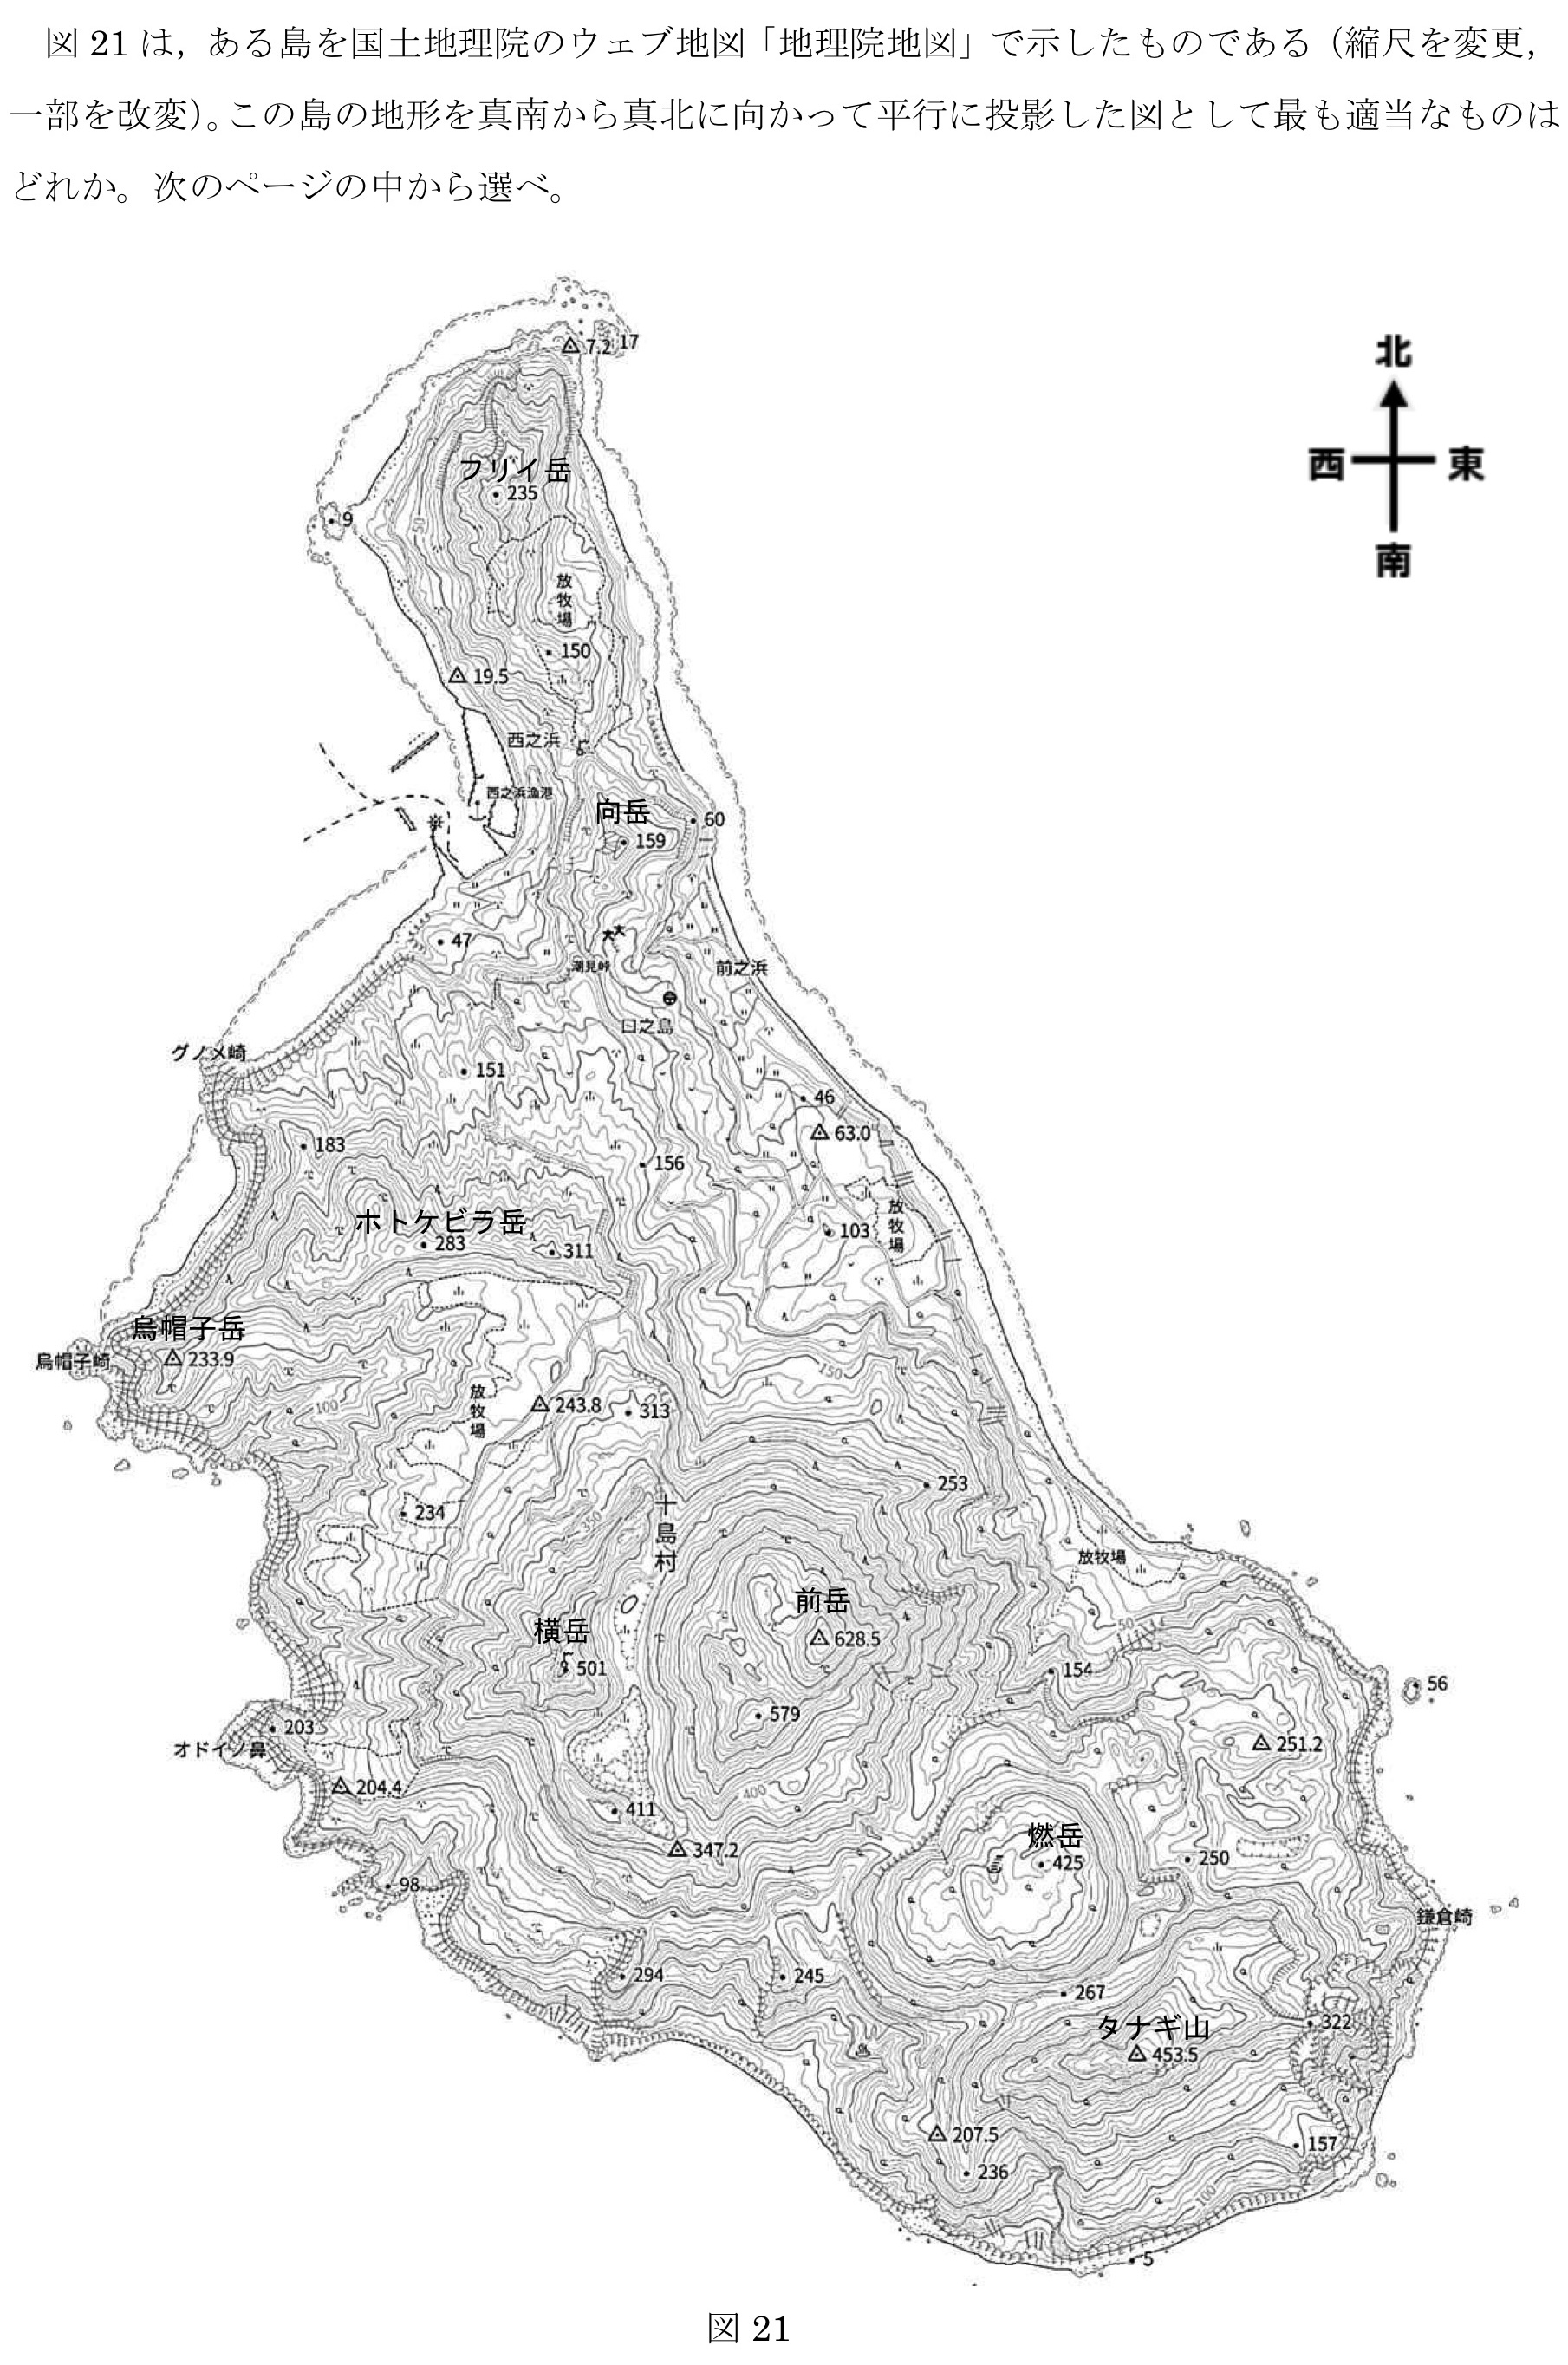 図 21 は，ある島を国土地理院のウェブ地図「地理院地図」で示したものである（縮尺を変更，
一部を改変）。この島の地形を真南から真北に向かって平行に投影した図として最も適当なものは
どれか。次のページの中から選べ。
7.2 17
北
西 東
南
フリイ岳
235
9
50
放牧場
150
19.5
西之浜
西之浜漁港
向岳
60
159
47
潮見峠
前之浜
口之島
グノメ崎
151
46
63.0
183
156
放牧場
103
ホトケビラ岳
283
311
烏帽子岳
烏帽子崎
233.9
150
100
放牧場
243.8
313
253
234
350
十島村
放牧場
前岳
横岳
628.5
50
501
154
56
579
203
オドイノ鼻
251.2
204.4
400
411
燃岳
347.2
425
250
98
鎌倉崎
294
245
267
322
タナギ山
453.5
207.5
157
236
100
5
図 21